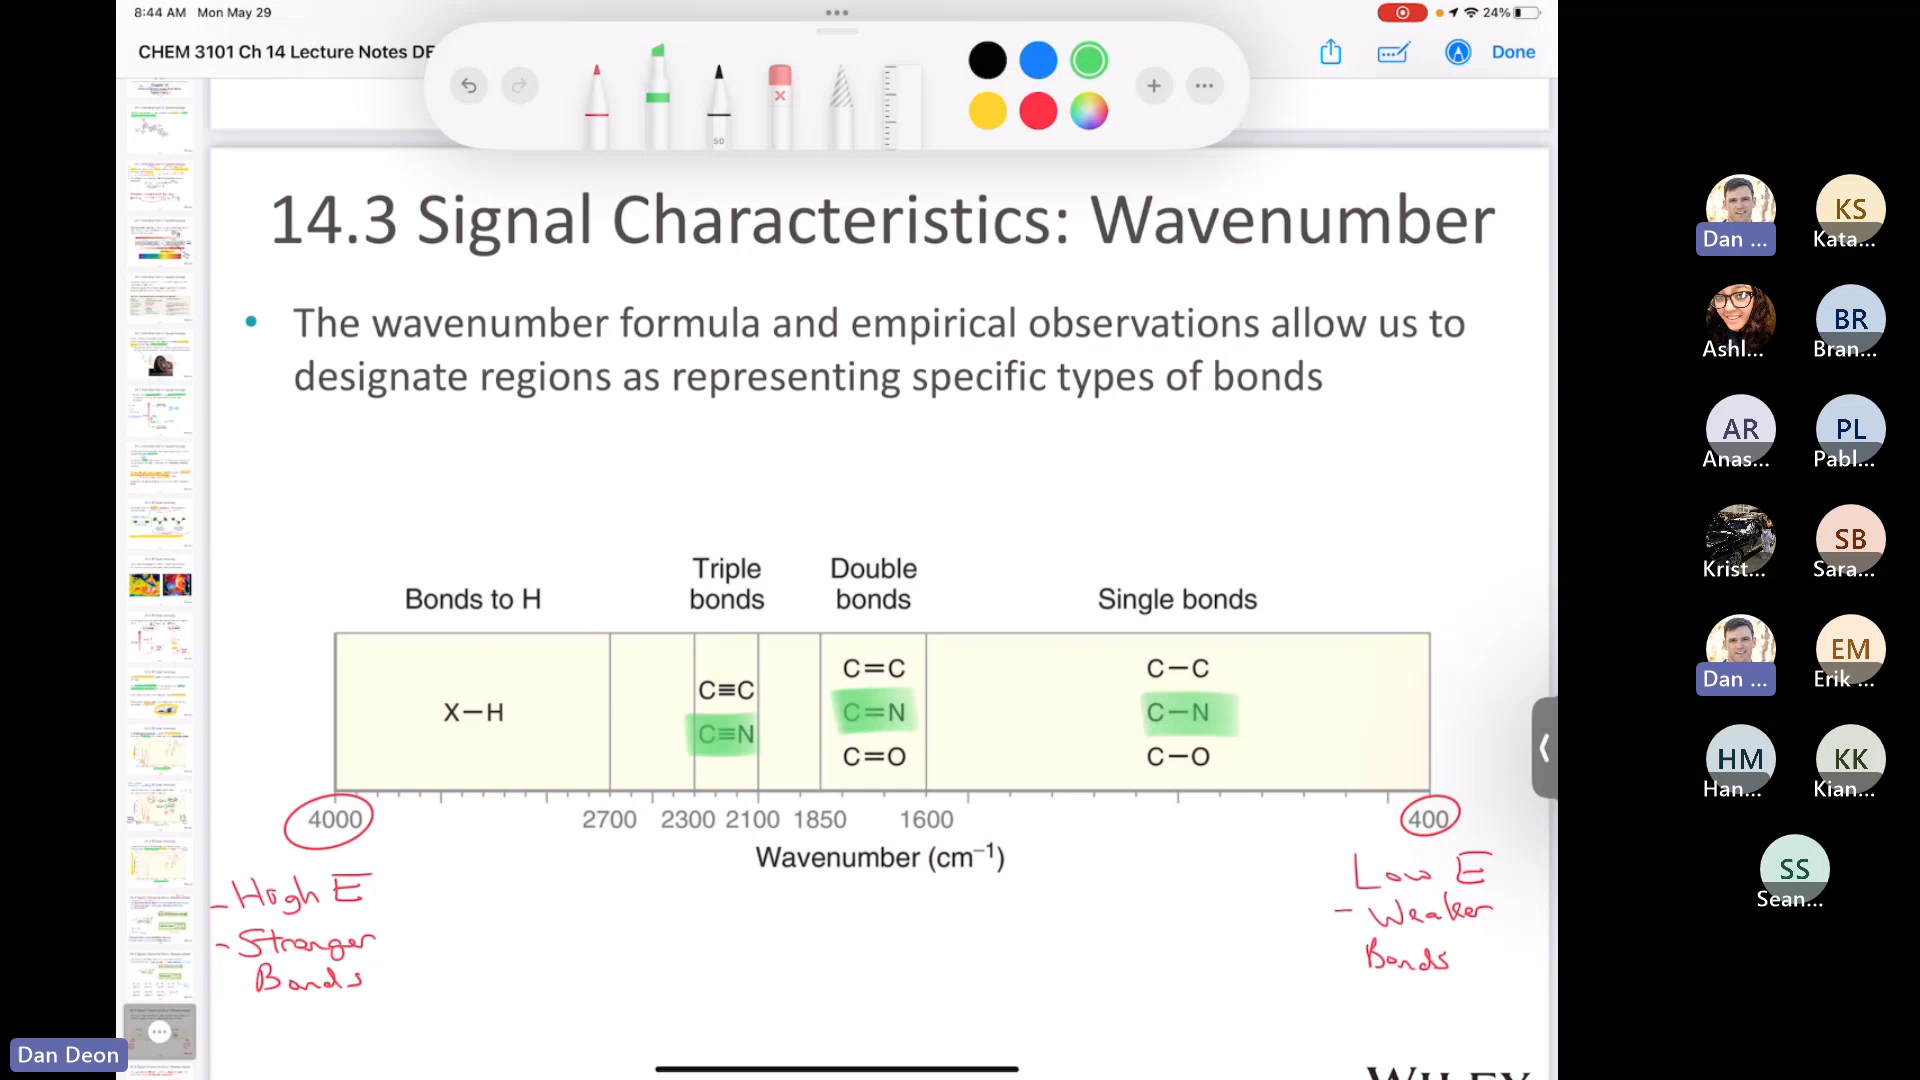 8:44 AM Mon May 29
24%
CHEM 3101 Ch 14 Lecture Notes DE
50
Done
14.3 Signal Characteristics: Wavenumber
• The wavenumber formula and empirical observations allow us to
designate regions as representing specific types of bonds
Bonds to H
Triple
bonds
Double
bonds
Single bonds
X−H
C≡C
C≡N
C=C
C=N
C=O
C−C
C−N
C−O
4000 2700 2300 2100 1850 1600 400
Wavenumber (cm⁻¹)
- High E
- Stronger
Bonds
Low E
- Weaker
Bonds
WILEY
Dan Deon
Dan ...
KS
Kata...
Ashl...
BR
Bran...
AR
Anas...
PL
Pabl...
Krist...
SB
Sara...
Dan ...
EM
Erik ...
HM
Han...
KK
Kian...
SS
Sean...